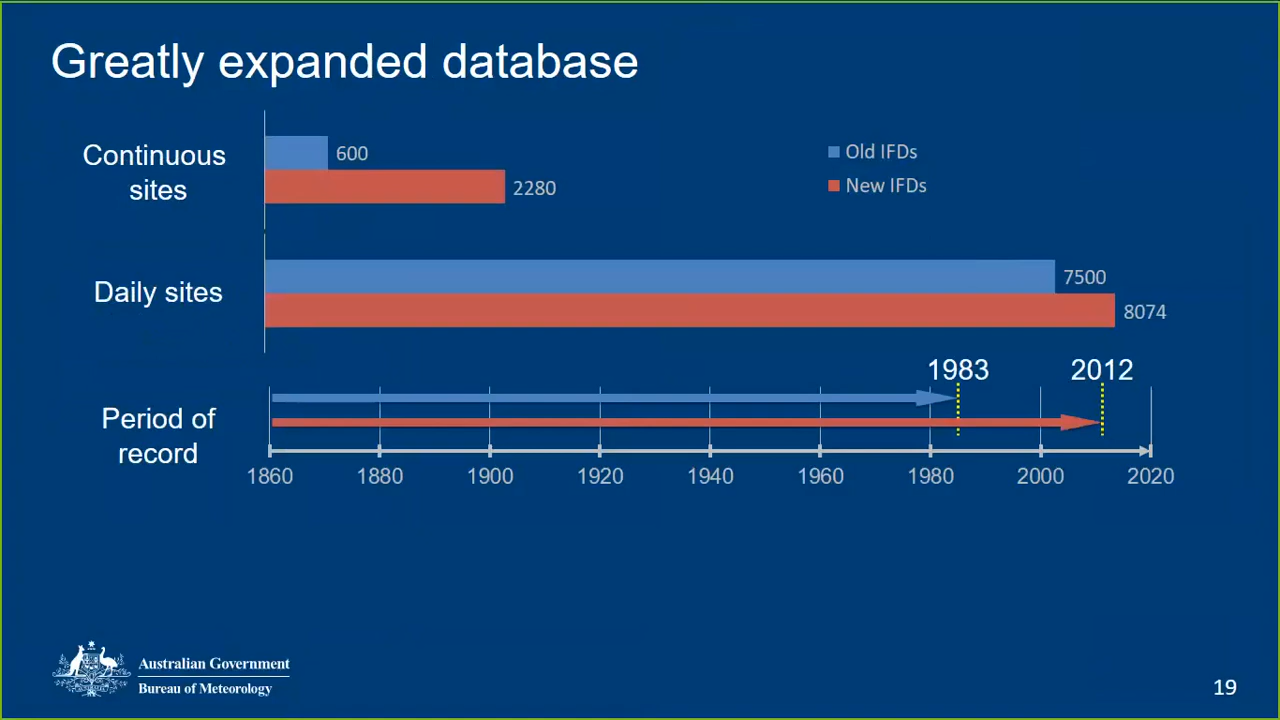 Greatly expanded database
Continuous
sites
600
2280
Old IFDs
New IFDs
Daily sites
7500
8074
1983
2012
Period of
record
1860
1880
1900
1920
1940
1960
1980
2000
2020
Australian Government
Bureau of Meteorology
19